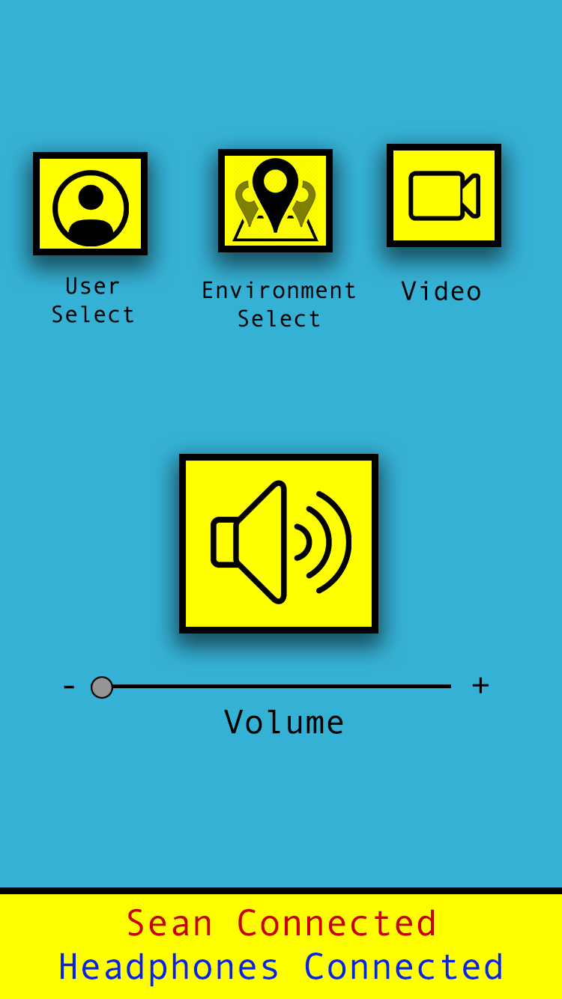 User
Select
Environment
Select
Video
- +
Volume
Sean Connected
Headphones Connected